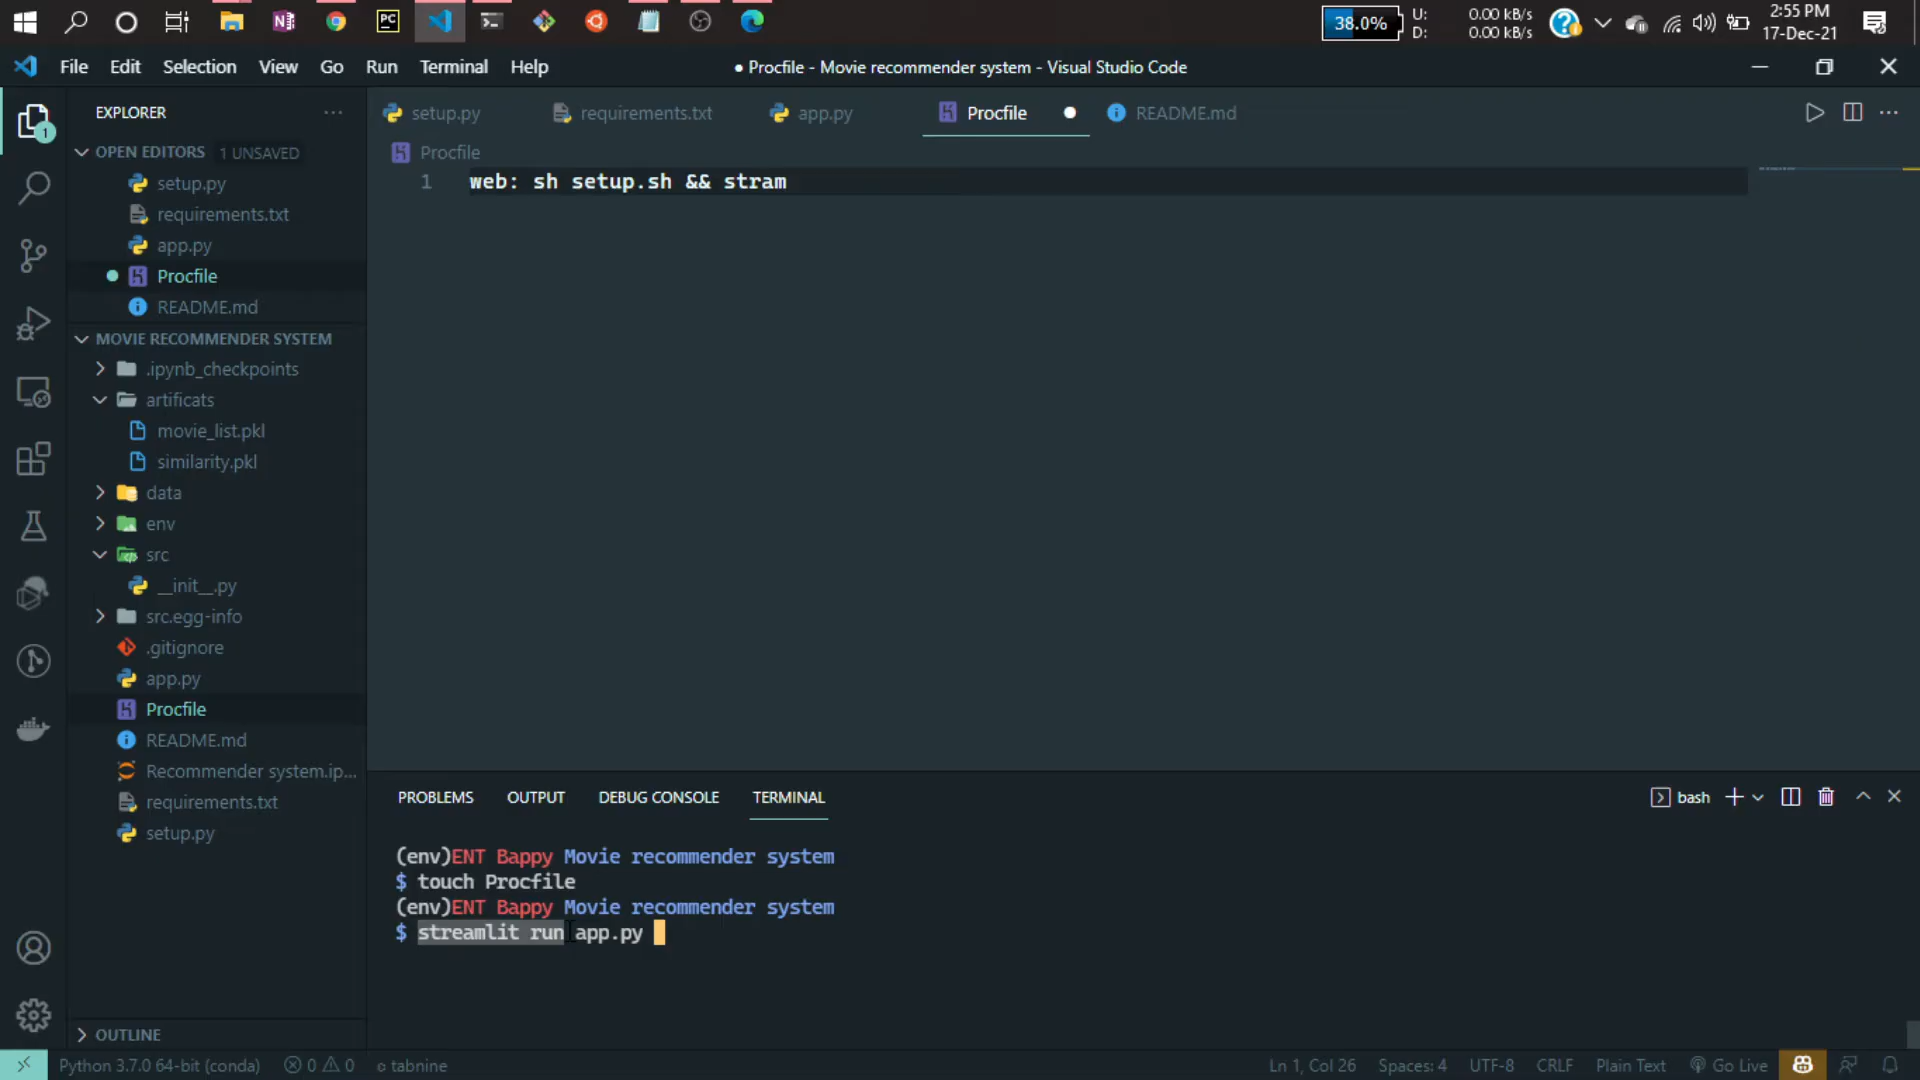 38.0%
U:
D:
0.00 kB/s
0.00 kB/s
2:55 PM
17-Dec-21
File Edit Selection View Go Run Terminal Help
● Procfile - Movie recommender system - Visual Studio Code
EXPLORER
OPEN EDITORS 1 UNSAVED
setup.py
requirements.txt
app.py
Procfile
README.md
MOVIE RECOMMENDER SYSTEM
.ipynb_checkpoints
artificats
movie_list.pkl
similarity.pkl
data
env
src
__init__.py
src.egg-info
.gitignore
app.py
Procfile
README.md
Recommender system.ip...
requirements.txt
setup.py
OUTLINE
setup.py requirements.txt app.py Procfile README.md
Procfile
1 web: sh setup.sh && stram
PROBLEMS OUTPUT DEBUG CONSOLE TERMINAL
bash
(env)ENT Bappy Movie recommender system
$ touch Procfile
(env)ENT Bappy Movie recommender system
$ streamlit run app.py
Python 3.7.0 64-bit (conda) 0 0 tabnine
Ln 1, Col 26 Spaces: 4 UTF-8 CRLF Plain Text Go Live